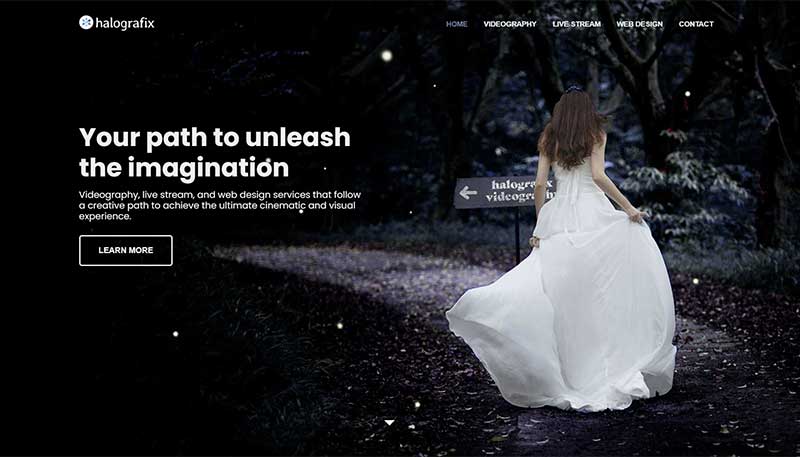 halografix
HOME VIDEOGRAPHY LIVE STREAM WEB DESIGN CONTACT
Your path to unleash
the imagination
Videography, live stream, and web design services that follow
a creative path to achieve the ultimate cinematic and visual
experience.
LEARN MORE
halografix
videography